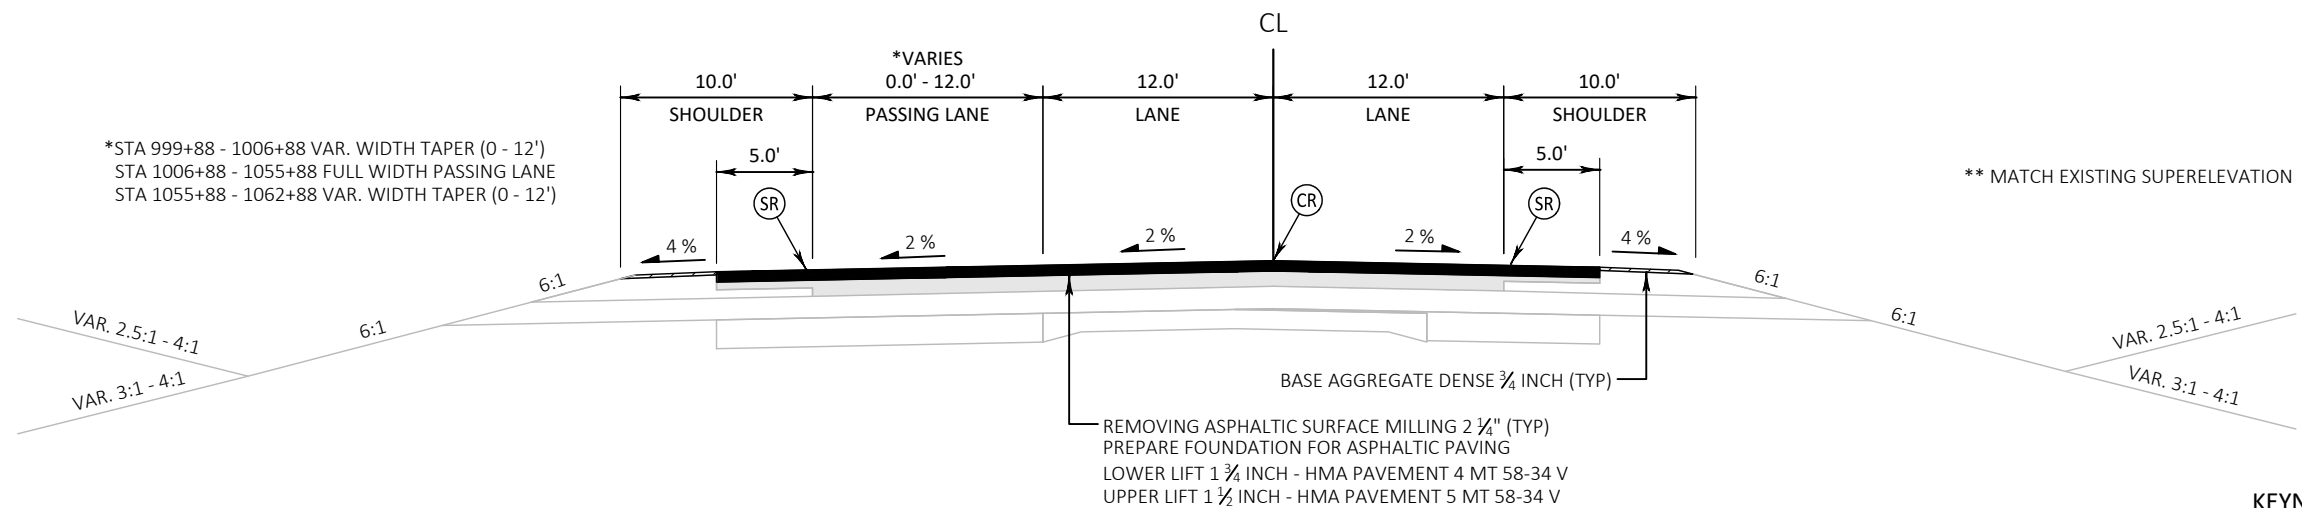 CL
*VARIES
10.0' 0.0' - 12.0' 12.0' 12.0' 10.0'
SHOULDER PASSING LANE LANE LANE SHOULDER
*STA 999+88 - 1006+88 VAR. WIDTH TAPER (0 - 12')
STA 1006+88 - 1055+88 FULL WIDTH PASSING LANE
STA 1055+88 - 1062+88 VAR. WIDTH TAPER (0 - 12')
5.0' 5.0'
** MATCH EXISTING SUPERELEVATION
SR CR SR
4 % 2 % 2 % 2 % 4 %
6:1 6:1
6:1 6:1
VAR. 2.5:1 - 4:1 VAR. 2.5:1 - 4:1
VAR. 3:1 - 4:1 VAR. 3:1 - 4:1
BASE AGGREGATE DENSE 3/4 INCH (TYP)
REMOVING ASPHALTIC SURFACE MILLING 2 1/4" (TYP)
PREPARE FOUNDATION FOR ASPHALTIC PAVING
LOWER LIFT 1 3/4 INCH - HMA PAVEMENT 4 MT 58-34 V
UPPER LIFT 1 1/2 INCH - HMA PAVEMENT 5 MT 58-34 V